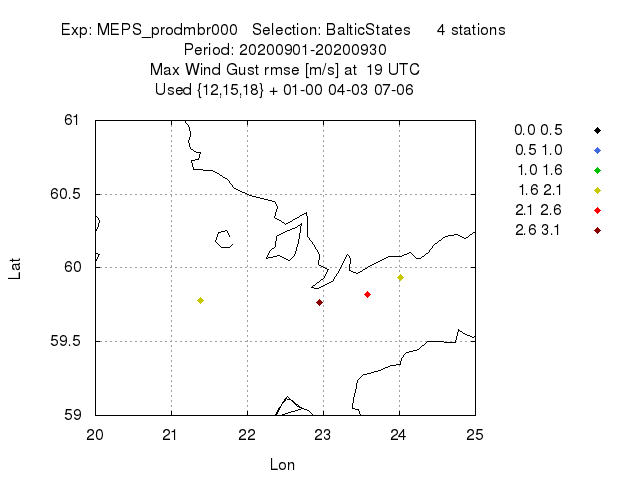 Exp: MEPS_prodmbr000 Selection: BalticStates 4 stations
Period: 20200901-20200930
Max Wind Gust rmse [m/s] at 19 UTC
Used {12,15,18} + 01-00 04-03 07-06
61
60.5
60
59.5
59
Lat
20 21 22 23 24 25
Lon
0.0 0.5
0.5 1.0
1.0 1.6
1.6 2.1
2.1 2.6
2.6 3.1